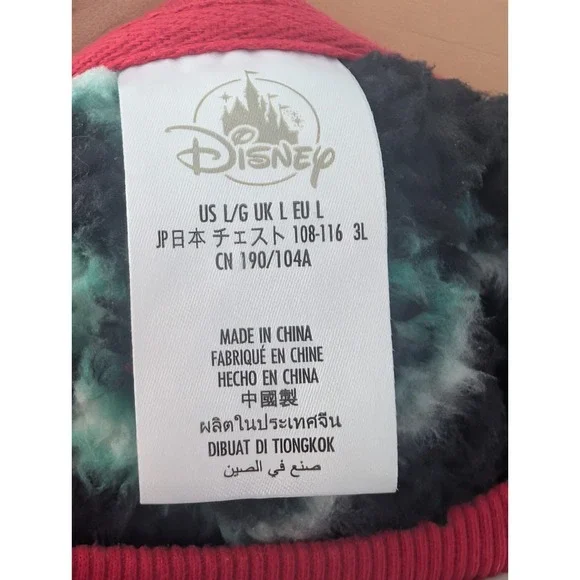 Disney
US L/G UK L EU L
JP日本 チェスト 108-116 3L
CN 190/104A
MADE IN CHINA
FABRIQUÉ EN CHINE
HECHO EN CHINA
中國製
ผลิตในประเทศจีน
DIBUAT DI TIONGKOK
صنع في الصين